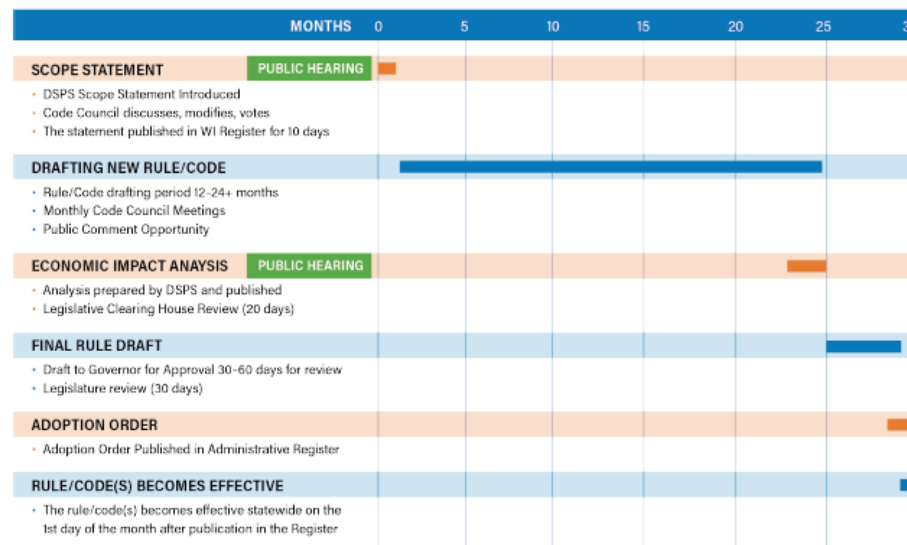 MONTHS 0 5 10 15 20 25 3
SCOPE STATEMENT PUBLIC HEARING
• DSPS Scope Statement Introduced
• Code Council discusses, modifies, votes
• The statement published in WI Register for 10 days
DRAFTING NEW RULE/CODE
• Rule/Code drafting period 12-24+ months
• Monthly Code Council Meetings
• Public Comment Opportunity
ECONOMIC IMPACT ANAYSIS PUBLIC HEARING
• Analysis prepared by DSPS and published
• Legislative Clearing House Review (20 days)
FINAL RULE DRAFT
• Draft to Governor for Approval 30-60 days for review
• Legislature review (30 days)
ADOPTION ORDER
• Adoption Order Published in Administrative Register
RULE/CODE(S) BECOMES EFFECTIVE
• The rule/code(s) becomes effective statewide on the
1st day of the month after publication in the Register